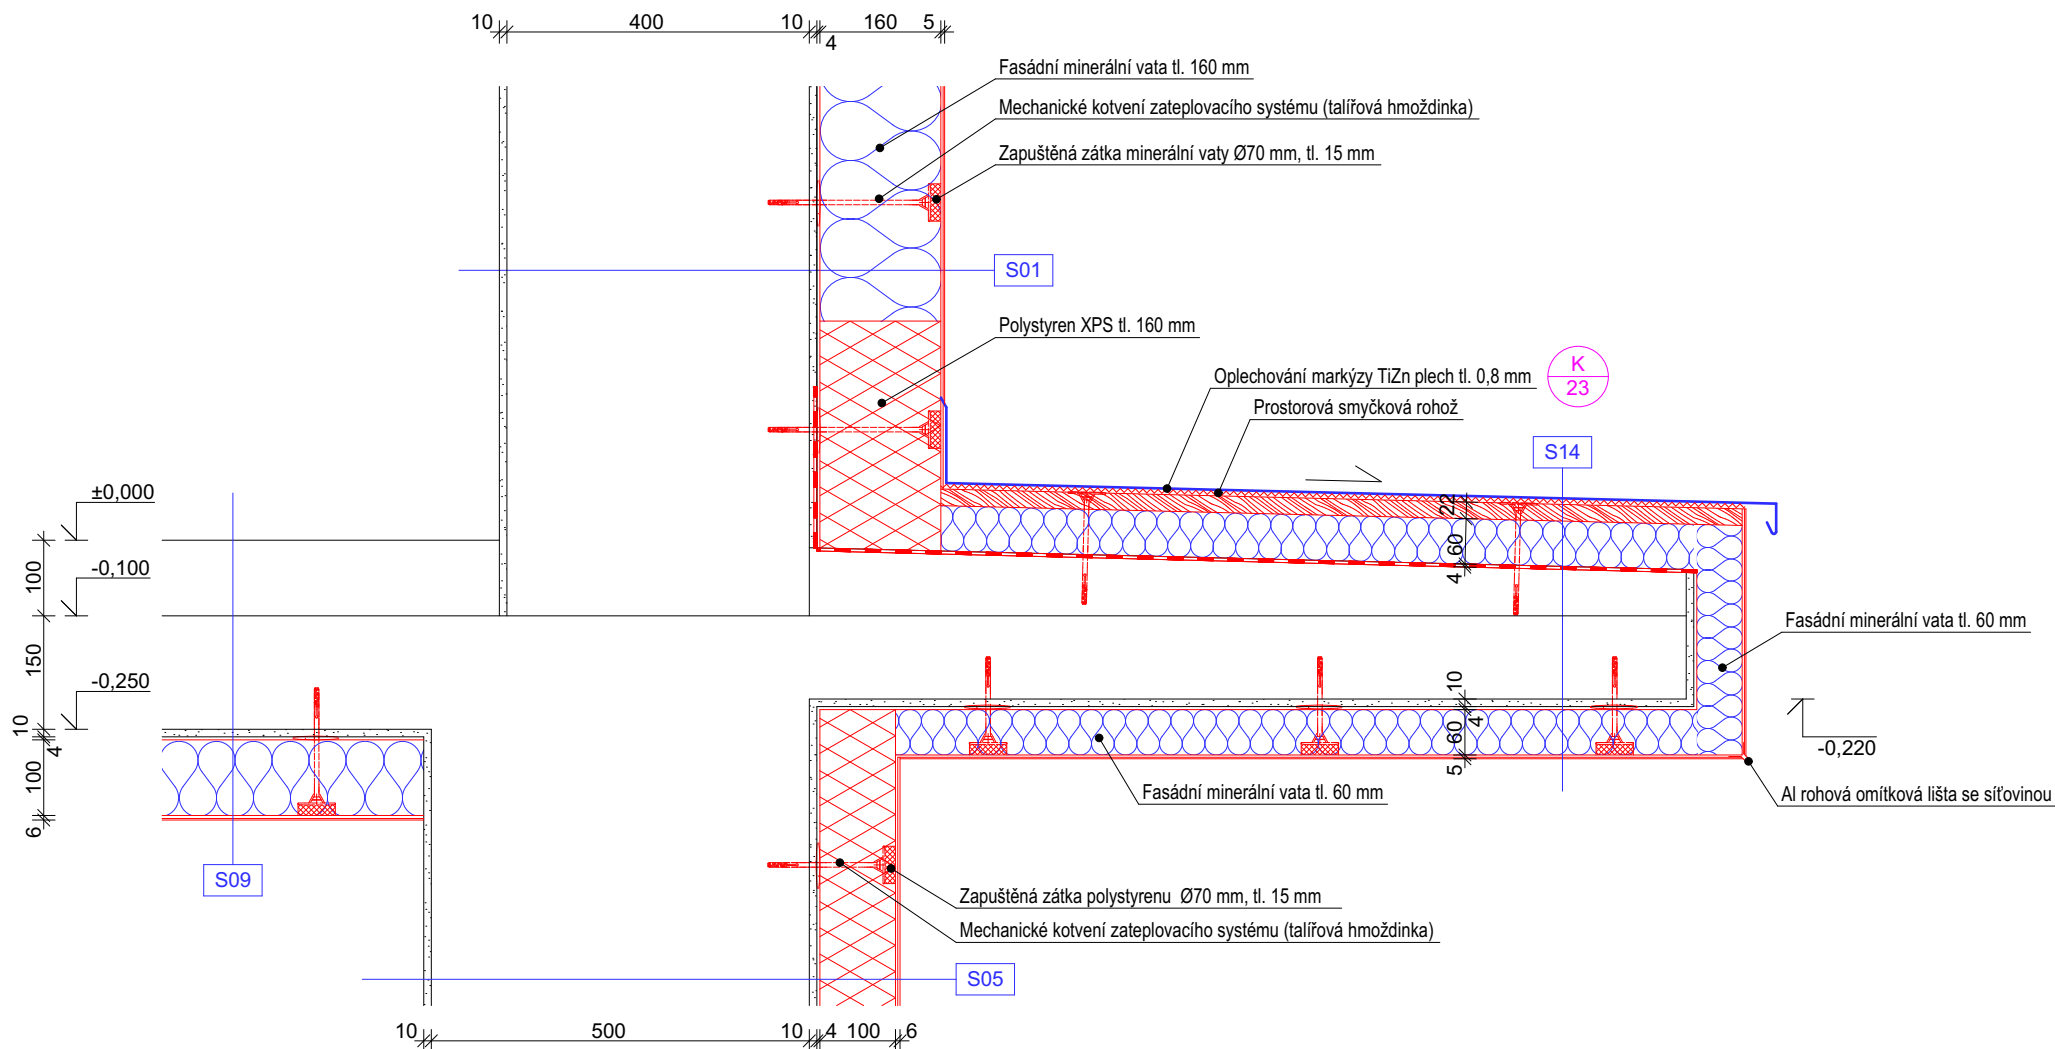 10 400 10 160 5
4
Fasádní minerální vata tl. 160 mm
Mechanické kotvení zateplovacího systému (talířová hmoždinka)
Zapuštěná zátka minerální vaty Ø70 mm, tl. 15 mm
S01
Polystyren XPS tl. 160 mm
K
23
Oplechování markýzy TiZn plech tl. 0,8 mm
Prostorová smyčková rohož
S14
±0,000
22
60
4
100
-0,100
Fasádní minerální vata tl. 60 mm
150
-0,250
10
4
60
5
10
4
100
6
-0,220
Fasádní minerální vata tl. 60 mm
Al rohová omítková lišta se síťovinou
S09
Zapuštěná zátka polystyrenu Ø70 mm, tl. 15 mm
Mechanické kotvení zateplovacího systému (talířová hmoždinka)
S05
10 500 10 4 100 6